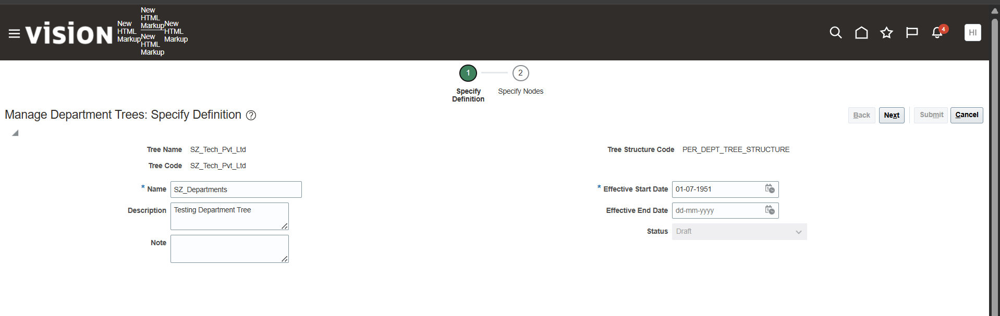 vision
New
HTML
Markup
New
HTML
Markup
New
HTML
Markup
New
HTML
Markup
4
HI
1
2
Specify
Definition
Specify Nodes
Manage Department Trees: Specify Definition ?
Back Next Submit Cancel
Tree Name SZ_Tech_Pvt_Ltd
Tree Structure Code PER_DEPT_TREE_STRUCTURE
Tree Code SZ_Tech_Pvt_Ltd
* Name SZ_Departments
* Effective Start Date 01-07-1951
Description Testing Department Tree
Effective End Date dd-mm-yyyy
Status Draft
Note